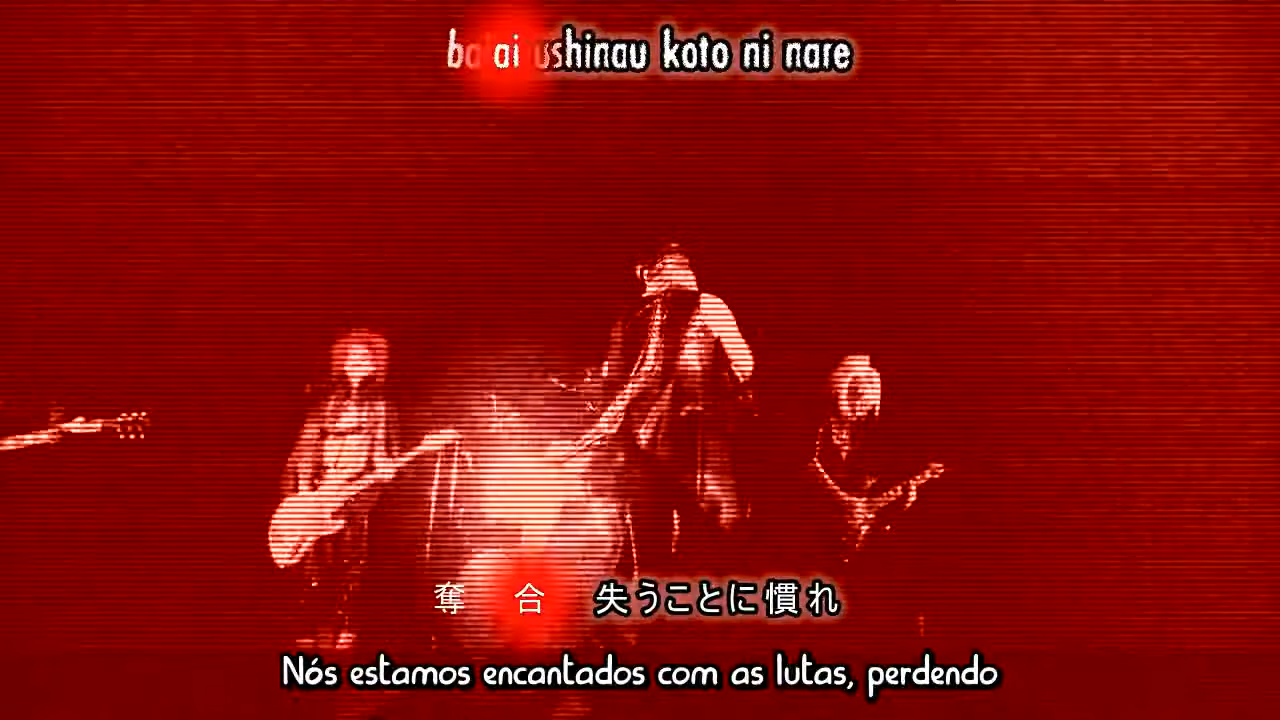 ai ushinau koto ni nare
奪 合 失うことに慣れ
Nós estamos encantados com as lutas, perdendo